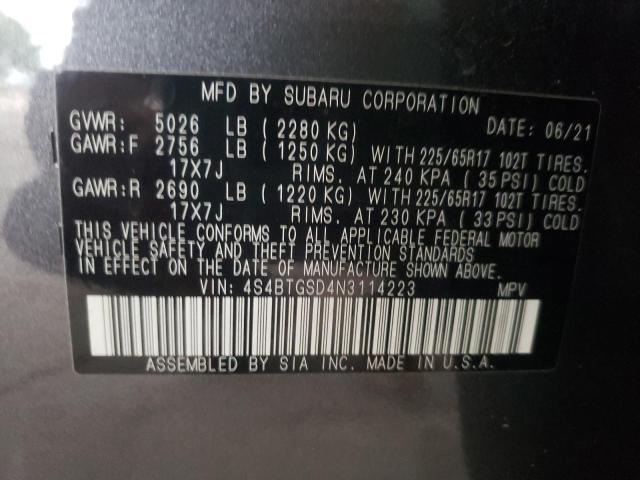 MFD BY SUBARU CORPORATION
GVWR: 5026 LB (2280 KG) DATE: 06/21
GAWR:F 2756 LB (1250 KG) WITH 225/65R17 102T TIRES.
17X7J RIMS. AT 240 KPA (35 PSI) COLD
GAWR:R 2690 LB (1220 KG) WITH 225/65R17 102T TIRES.
17X7J RIMS. AT 230 KPA (33 PSI) COLD
THIS VEHICLE CONFORMS TO ALL APPLICABLE FEDERAL MOTOR
VEHICLE SAFETY AND THEFT PREVENTION STANDARDS
IN EFFECT ON THE DATE OF MANUFACTURE SHOWN ABOVE.
VIN: 4S4BTGSD4N3114223 MPV
ASSEMBLED BY SIA INC. MADE IN U.S.A.